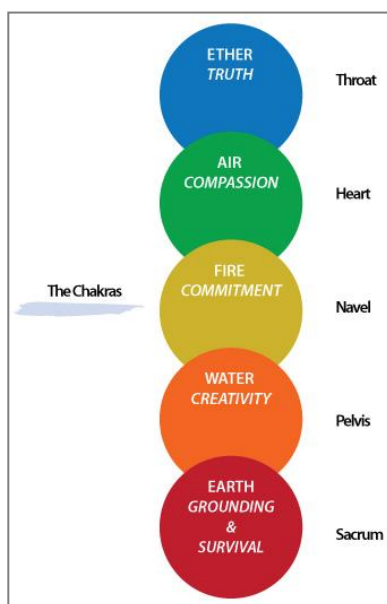 ETHER
TRUTH
Throat
AIR
COMPASSION
Heart
The Chakras
FIRE
COMMITMENT
Navel
WATER
CREATIVITY
Pelvis
EARTH
GROUNDING
&
SURVIVAL
Sacrum